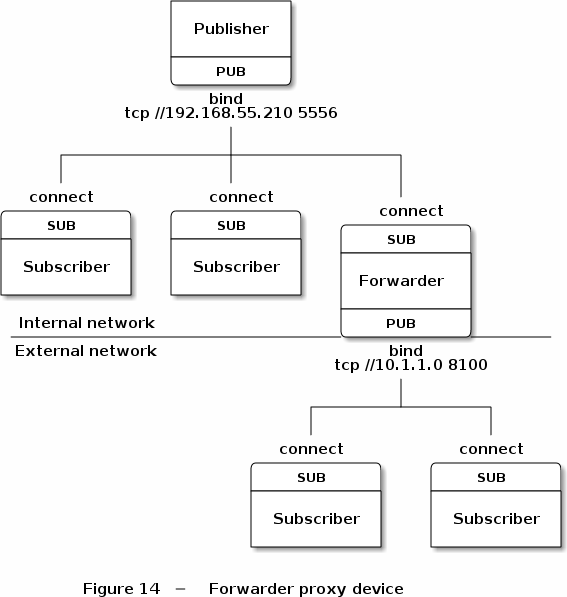 Publisher
PUB
bind
tcp //192.168.55.210 5556
connect
connect
connect
SUB
SUB
SUB
Subscriber
Subscriber
Forwarder
PUB
Internal network
External network
bind
tcp //10.1.1.0 8100
connect
connect
SUB
SUB
Subscriber
Subscriber
Figure 14 – Forwarder proxy device